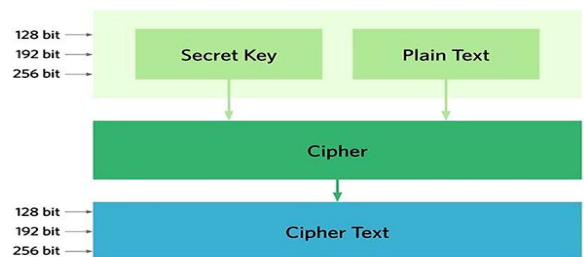 128 bit
192 bit
256 bit
Secret Key
Plain Text
Cipher
128 bit
192 bit
256 bit
Cipher Text